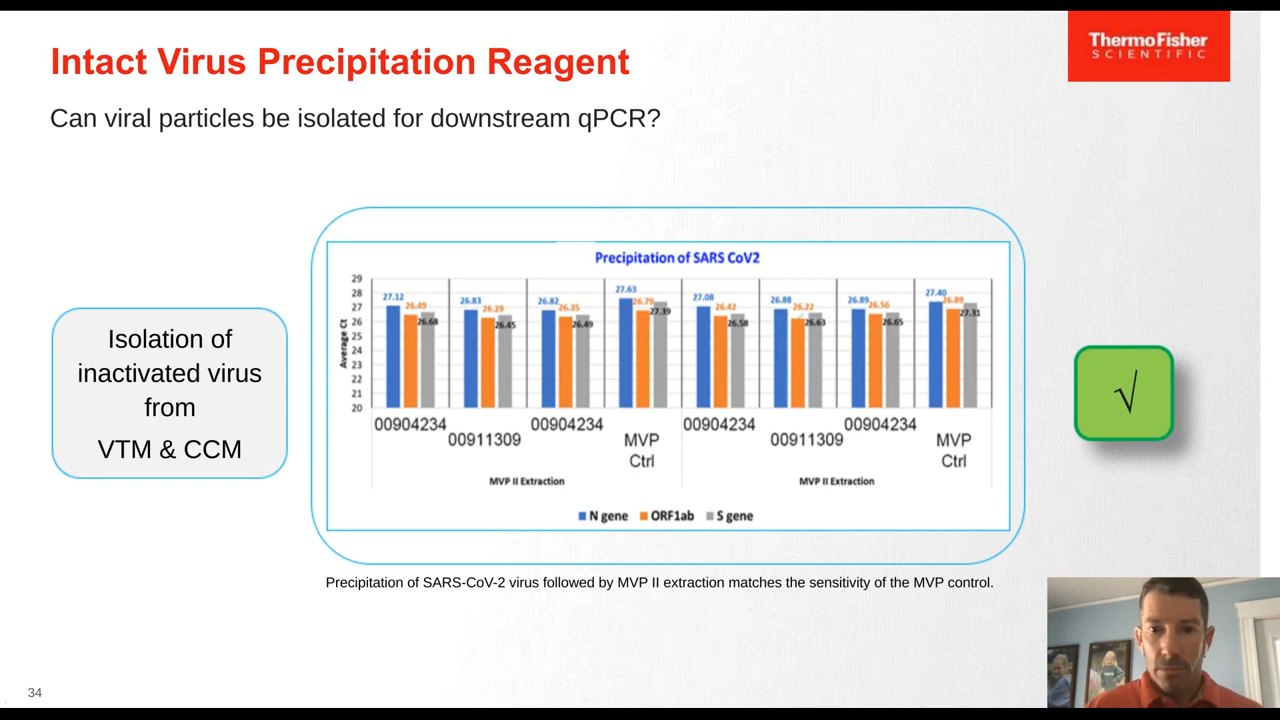 Intact Virus Precipitation Reagent
ThermoFisher
SCIENTIFIC
Can viral particles be isolated for downstream qPCR?
Isolation of
inactivated virus
from
VTM & CCM
Precipitation of SARS CoV2
Average Ct
29
28
27
26
25
24
23
22
21
20
27.12 26.49 26.68
26.83 26.29 26.45
26.82 26.35 26.49
27.63 26.79 27.39
27.08 26.42 26.58
26.88 26.22 26.63
26.89 26.56 26.65
27.40 26.89 27.31
00904234 00911309 00904234 MVP Ctrl 00904234 00911309 00904234 MVP Ctrl
MVP II Extraction MVP II Extraction
N gene ORF1ab S gene
√
Precipitation of SARS-CoV-2 virus followed by MVP II extraction matches the sensitivity of the MVP control.
34